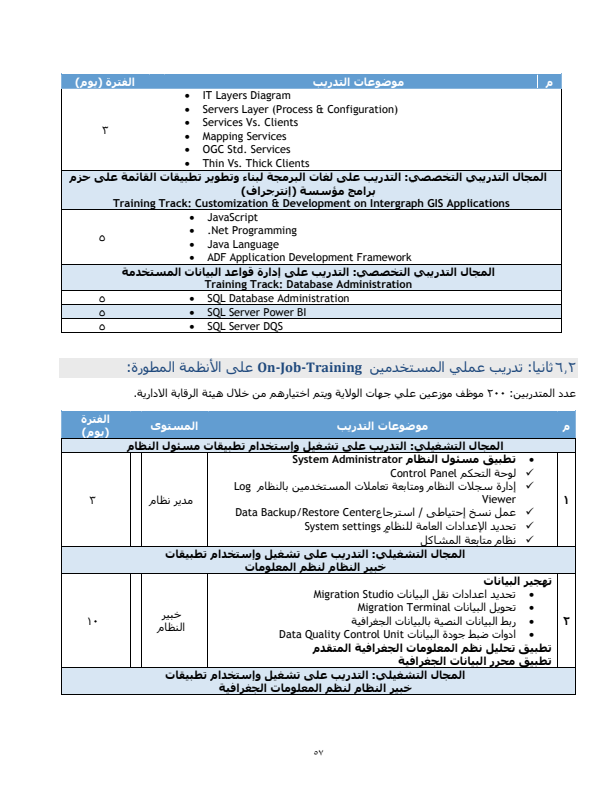 م موضوعات التدريب الفترة (يوم)
• IT Layers Diagram
• Servers Layer (Process & Configuration)
• Services Vs. Clients
• Mapping Services
• OGC Std. Services
• Thin Vs. Thick Clients
٣
المجال التدريبي التخصصي: التدريب على لغات البرمجة لبناء وتطوير تطبيقات القائمة على حزم
برامج مؤسسة (إنترجراف)
Training Track: Customization & Development on Intergraph GIS Applications
• JavaScript
• .Net Programming
• Java Language
• ADF Application Development Framework
٥
المجال التدريبي التخصصي: التدريب على إدارة قواعد البيانات المستخدمة
Training Track: Database Administration
• SQL Database Administration ٥
• SQL Server Power BI ٥
• SQL Server DQS ٥
٦,٢ثانيا: تدريب عملي المستخدمين On-Job-Training على الأنظمة المطورة:
عدد المتدربين: ٢٠٠ موظف موزعين علي جهات الولاية ويتم اختيارهم من خلال هيئة الرقابة الادارية.
م موضوعات التدريب المستوى الفترة
(يوم)
المجال التشغيلي: التدريب على تشغيل وإستخدام تطبيقات مسئول النظام
١
• تطبيق مسئول النظام System Administrator
✓ لوحة التحكم Control Panel
✓ إدارة سجلات النظام ومتابعة تعاملات المستخدمين بالنظام Log
Viewer
✓ عمل نسخ إحتياطى / استرجاعData Backup/Restore Center
✓ تحديد الإعدادات العامة للنظام System settings
✓ نظام متابعة المشاكل
مدير نظام
٣
المجال التشغيلي: التدريب على تشغيل وإستخدام تطبيقات
خبير النظام لنظم المعلومات
٢
تهجير البيانات
• تحديد اعدادات نقل البيانات Migration Studio
• تحويل البيانات Migration Terminal
• ربط البيانات النصية بالبيانات الجغرافية
• ادوات ضبط جودة البيانات Data Quality Control Unit
تطبيق تحليل نظم المعلومات الجغرافية المتقدم
تطبيق محرر البيانات الجغرافية
خبير
النظام
١٠
المجال التشغيلي: التدريب على تشغيل وإستخدام تطبيقات
خبير النظام لنظم المعلومات الجغرافية
٥٧